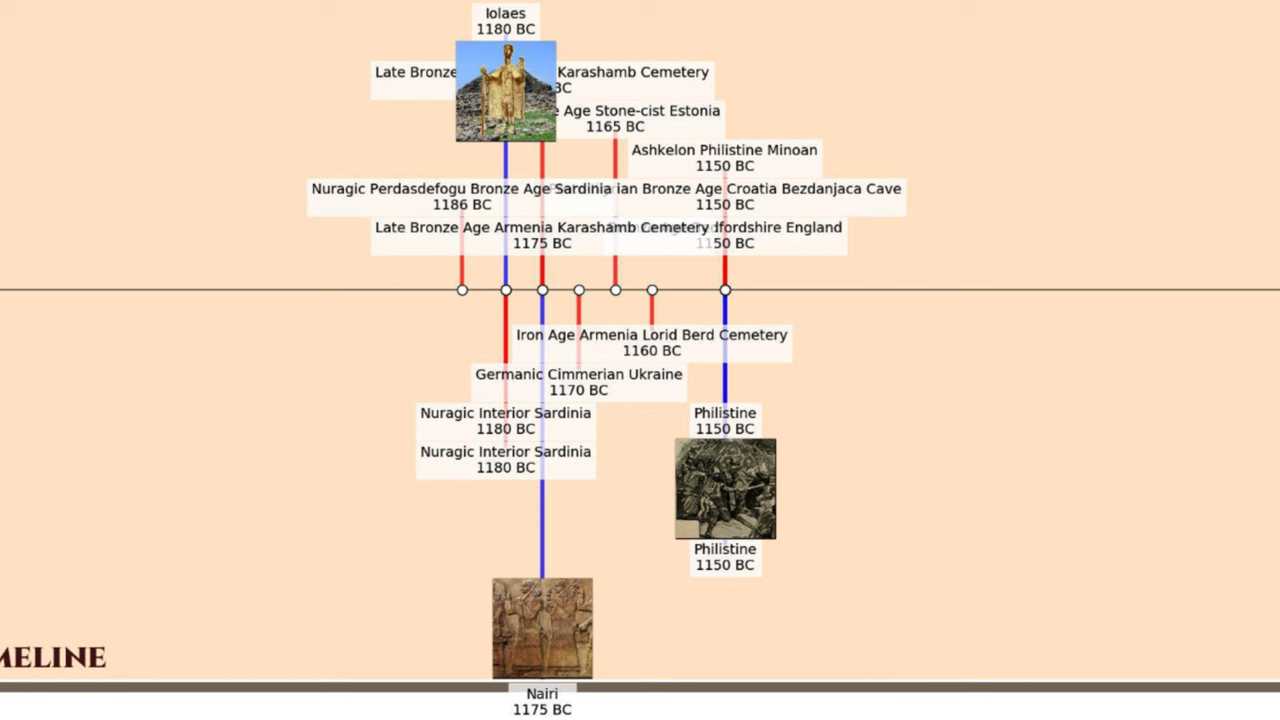 Iolaes
1180 BC
Late Bronze Karashamb Cemetery
BC
Age Stone-cist Estonia
1165 BC
Ashkelon Philistine Minoan
1150 BC
Nuragic Perdasdefogu Bronze Age Sardinia ian Bronze Age Croatia Bezdanjaca Cave
1186 BC 1150 BC
Late Bronze Age Armenia Karashamb Cemetery lfordshire England
1175 BC 1150 BC
Iron Age Armenia Lorid Berd Cemetery
1160 BC
Germanic Cimmerian Ukraine
1170 BC
Nuragic Interior Sardinia
1180 BC
Philistine
1150 BC
Nuragic Interior Sardinia
1180 BC
Philistine
1150 BC
MELINE
Nairi
1175 BC